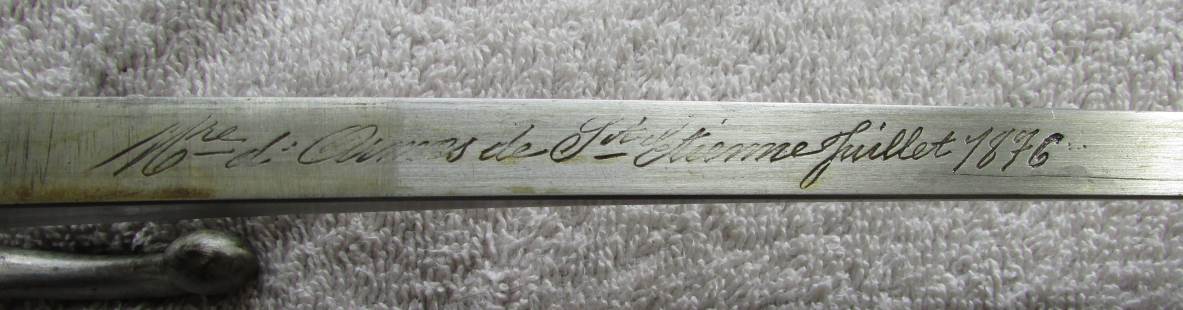 Mre d' Armes de St. Etienne Juillet 1876